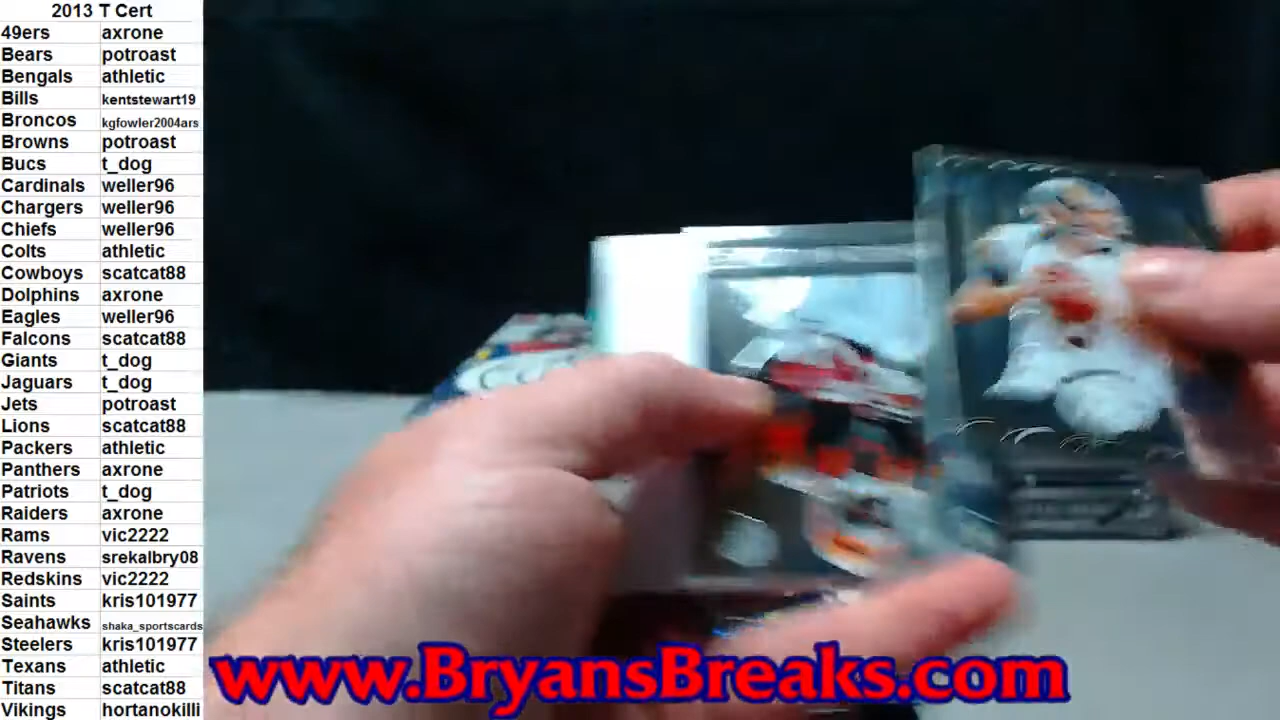 2013 T Cert
49ers axrone
Bears potroast
Bengals athletic
Bills kentstewart19
Broncos kgfowler2004ars
Browns potroast
Bucs t_dog
Cardinals weller96
Chargers weller96
Chiefs weller96
Colts athletic
Cowboys scatcat88
Dolphins axrone
Eagles weller96
Falcons scatcat88
Giants t_dog
Jaguars t_dog
Jets potroast
Lions scatcat88
Packers athletic
Panthers axrone
Patriots t_dog
Raiders axrone
Rams vic2222
Ravens srekalbry08
Redskins vic2222
Saints kris101977
Seahawks shaka_sportscards
Steelers kris101977
Texans athletic
Titans scatcat88
Vikings hortanokilli
www.BryansBreaks.com